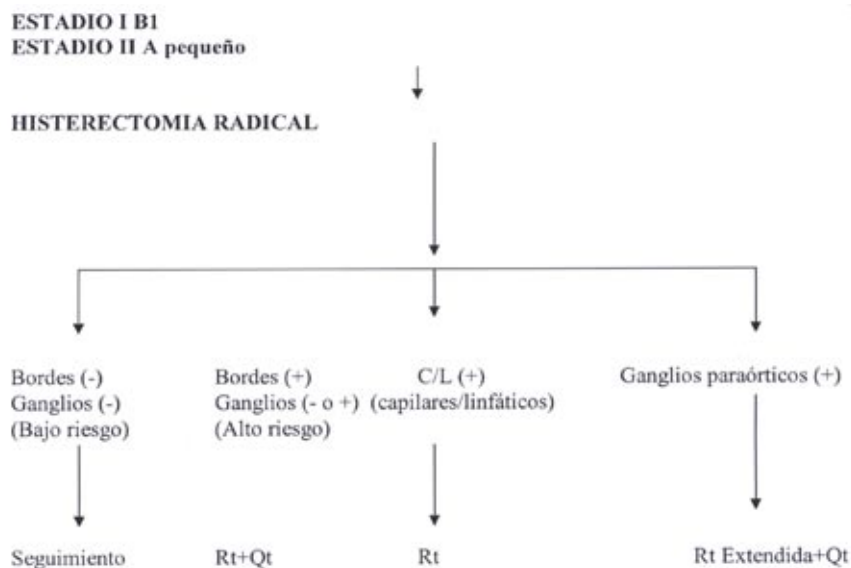 ESTADIO I B1
ESTADIO II A pequeño
HISTERECTOMIA RADICAL
Bordes (-)
Ganglios (-)
(Bajo riesgo)
Bordes (+)
Ganglios (- o +)
(Alto riesgo)
C/L (+)
(capilares/linfáticos)
Ganglios paraórticos (+)
Seguimiento
Rt+Qt
Rt
Rt Extendida+Qt